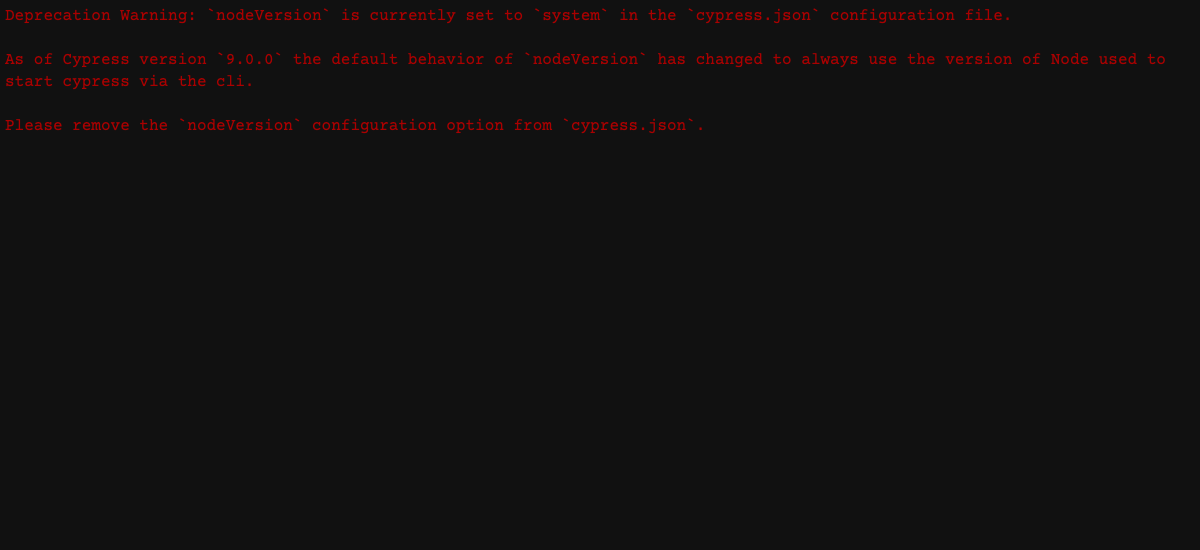 Deprecation Warning: `nodeVersion` is currently set to `system` in the `cypress.json` configuration file.
As of Cypress version `9.0.0` the default behavior of `nodeVersion` has changed to always use the version of Node used to
start cypress via the cli.
Please remove the `nodeVersion` configuration option from `cypress.json`.